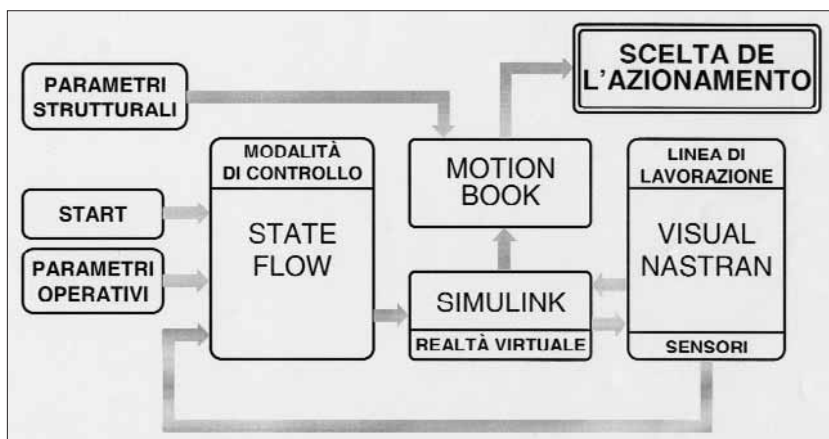 SCELTA DE
L'AZIONAMENTO
PARAMETRI
STRUTTURALI
MODALITÀ
DI CONTROLLO
MOTION
BOOK
LINEA DI
LAVORAZIONE
START
STATE
FLOW
VISUAL
NASTRAN
PARAMETRI
OPERATIVI
SIMULINK
REALTÀ VIRTUALE
SENSORI